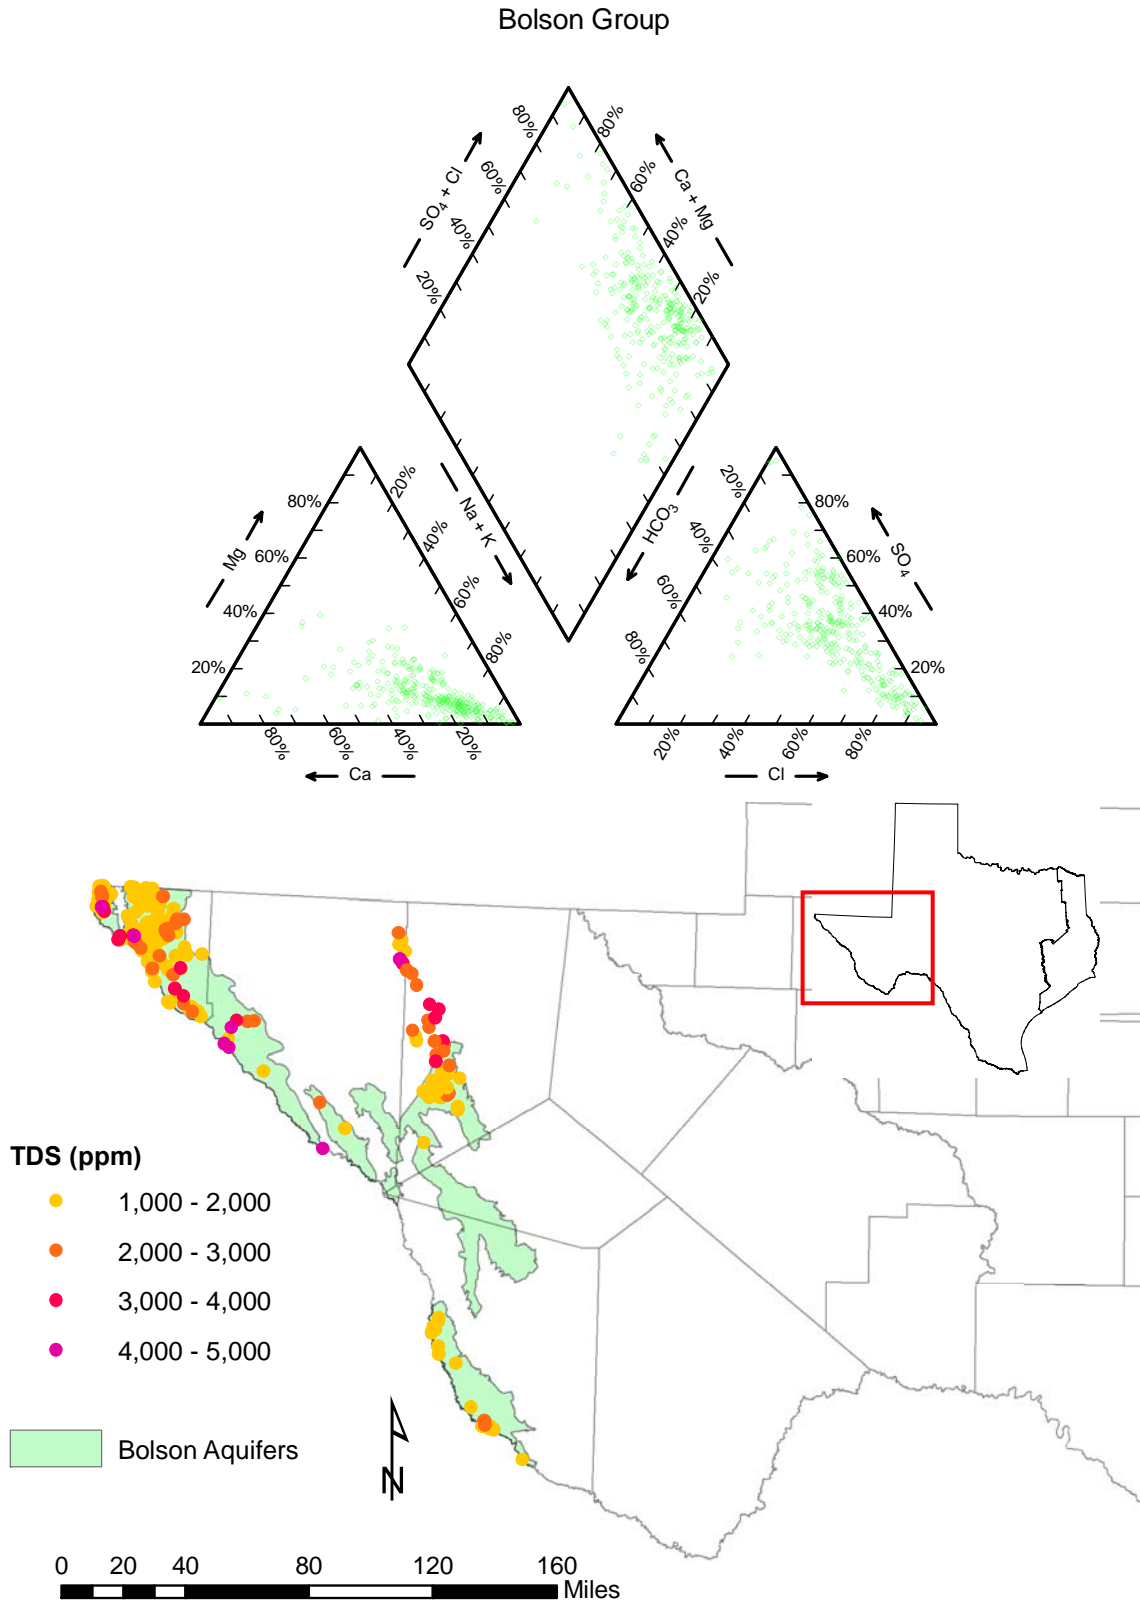 Bolson Group
80%
80%
SO4 + Cl
Ca + Mg
60%
60%
40%
40%
20%
20%
Mg
80%
60%
40%
20%
20%
40%
60%
80%
Na + K
HCO3
20%
40%
60%
80%
80%
60%
40%
20%
SO4
80%
60%
40%
20%
Ca
20%
40%
60%
80%
Cl
TDS (ppm)
1,000 - 2,000
2,000 - 3,000
3,000 - 4,000
4,000 - 5,000
Bolson Aquifers
N
0 20 40 80 120 160
Miles